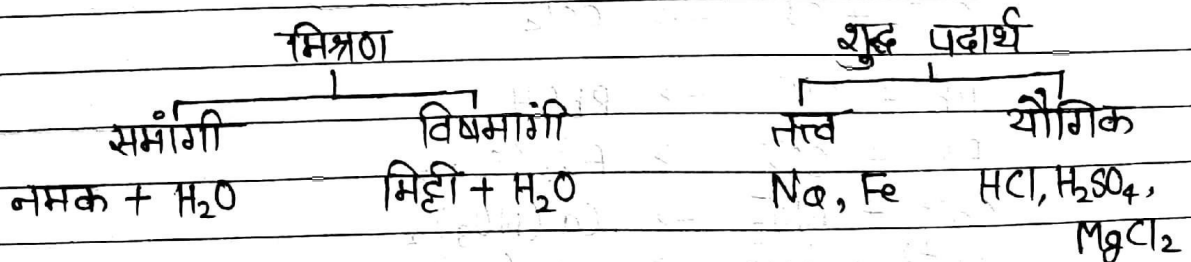 मिश्रण शुद्ध पदार्थ
समांगी विषमांगी तत्व यौगिक
नमक + H₂O मिट्टी + H₂O Na, Fe HCl, H₂SO₄,
MgCl₂